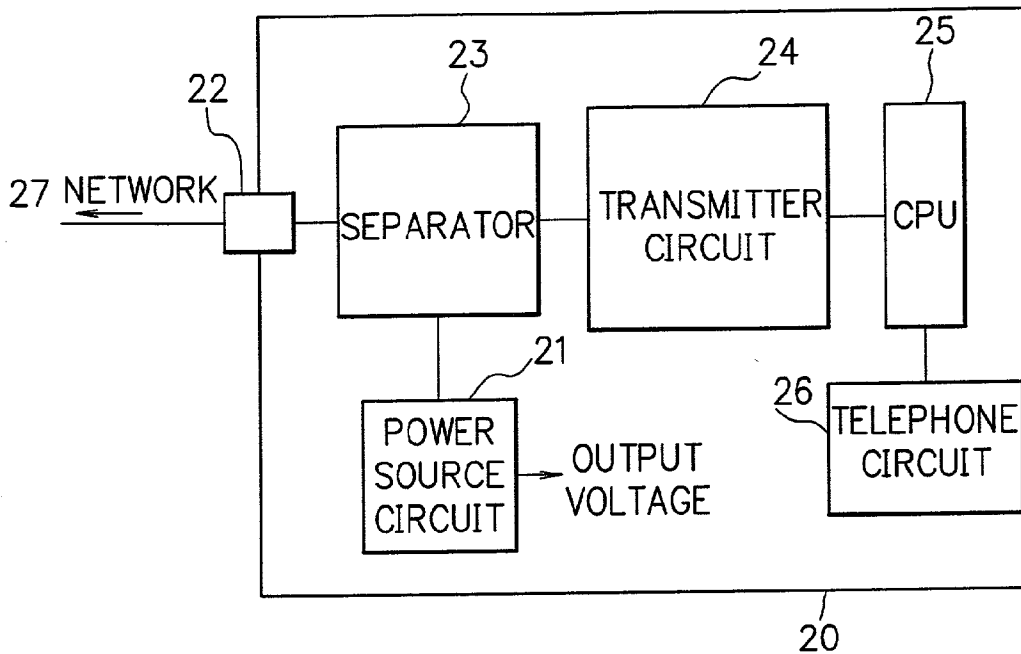 25
23
24
22
27 NETWORK
SEPARATOR
TRANSMITTER
CIRCUIT
CPU
21
26
POWER
SOURCE
CIRCUIT
OUTPUT
VOLTAGE
TELEPHONE
CIRCUIT
20